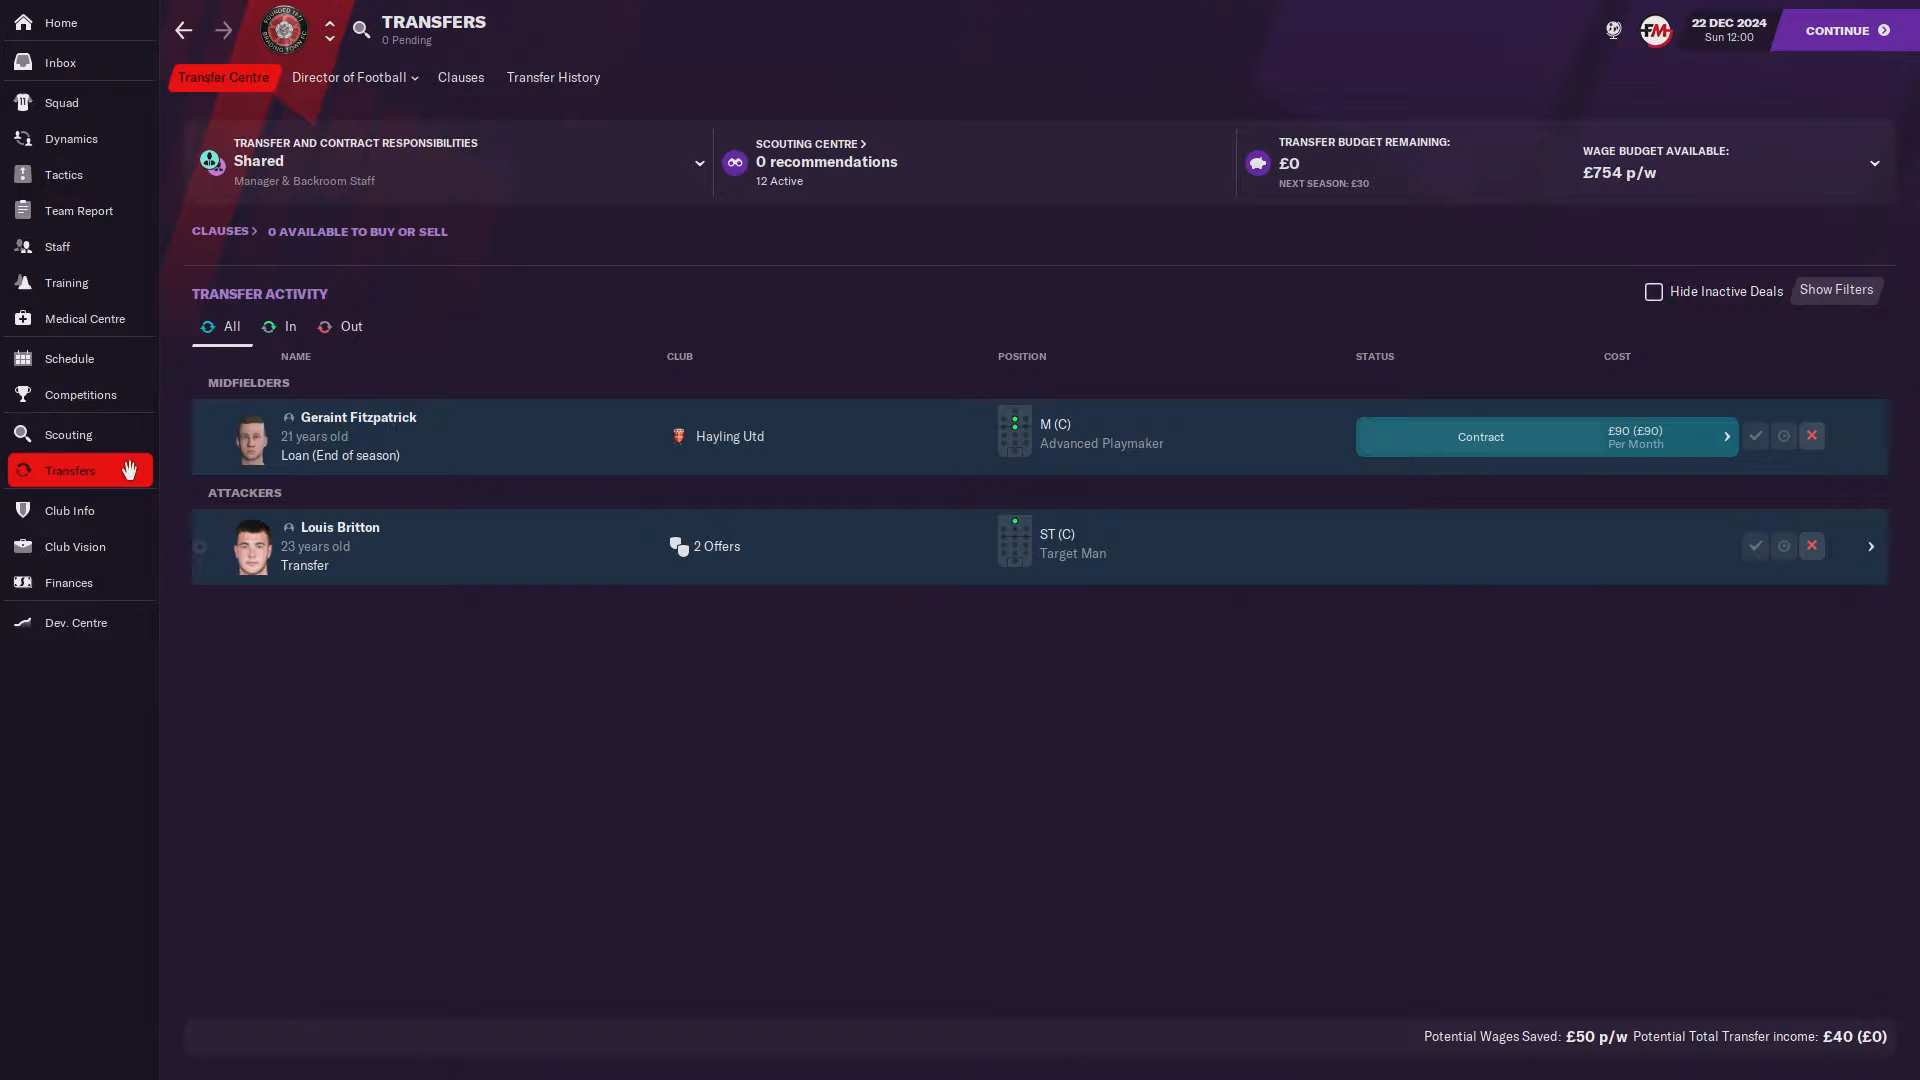 Home
Inbox
Squad
Dynamics
Tactics
Team Report
Staff
Training
Medical Centre
Schedule
Competitions
Scouting
Transfers
Club Info
Club Vision
Finances
Dev. Centre
TRANSFERS
0 Pending
FM
22 DEC 2024
Sun 12:00
CONTINUE
Transfer Centre
Director of Football
Clauses
Transfer History
TRANSFER AND CONTRACT RESPONSIBILITIES
Shared
Manager & Backroom Staff
SCOUTING CENTRE >
0 recommendations
12 Active
TRANSFER BUDGET REMAINING:
£0
NEXT SEASON: £30
WAGE BUDGET AVAILABLE:
£754 p/w
CLAUSES > 0 AVAILABLE TO BUY OR SELL
TRANSFER ACTIVITY
Hide Inactive Deals
Show Filters
All
In
Out
NAME CLUB POSITION STATUS COST
MIDFIELDERS
Geraint Fitzpatrick
21 years old
Loan (End of season)
Hayling Utd
M (C)
Advanced Playmaker
Contract
£90 (£90)
Per Month
ATTACKERS
Louis Britton
23 years old
Transfer
2 Offers
ST (C)
Target Man
Potential Wages Saved: £50 p/w Potential Total Transfer income: £40 (£0)